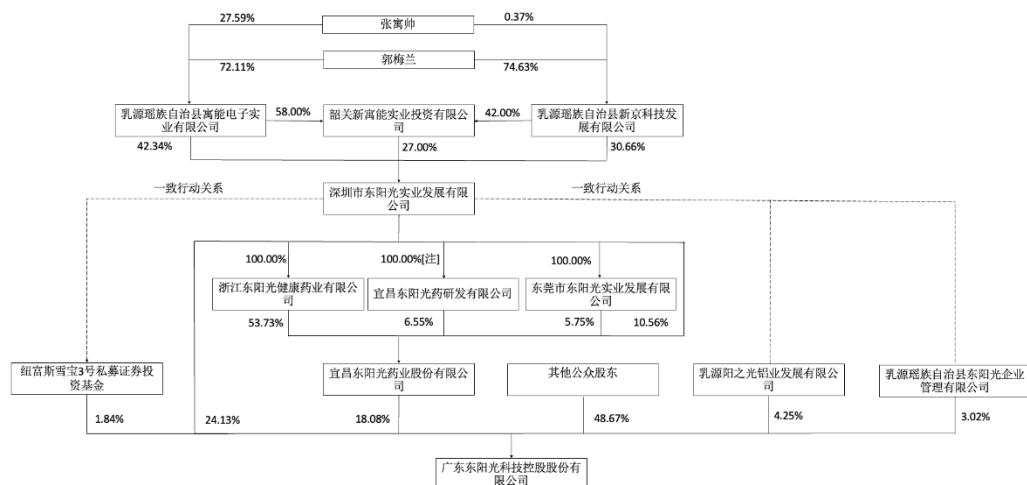 27.59%
张寓帅
0.37%
郭梅兰
72.11%
74.63%
乳源瑶族自治县寓能电子实
业有限公司
58.00%
韶关新寓能实业投资有限公
司
42.00%
乳源瑶族自治县新京科技发
展有限公司
42.34%
27.00%
30.66%
一致行动关系
深圳市东阳光实业发展有限
公司
一致行动关系
100.00%
100.00%[注]
100.00%
浙江东阳光健康药业有限公
司
宜昌东阳光药研发有限公司
东莞市东阳光实业发展有限
公司
53.73%
6.55%
5.75%
10.56%
纽富斯雪宝3号私募证券投
资基金
宜昌东阳光药业股份有限公
司
其他公众股东
乳源阳之光铝业发展有限公
司
乳源瑶族自治县东阳光企业
管理有限公司
1.84%
24.13%
18.08%
48.67%
4.25%
3.02%
广东东阳光科技控股股份有
限公司